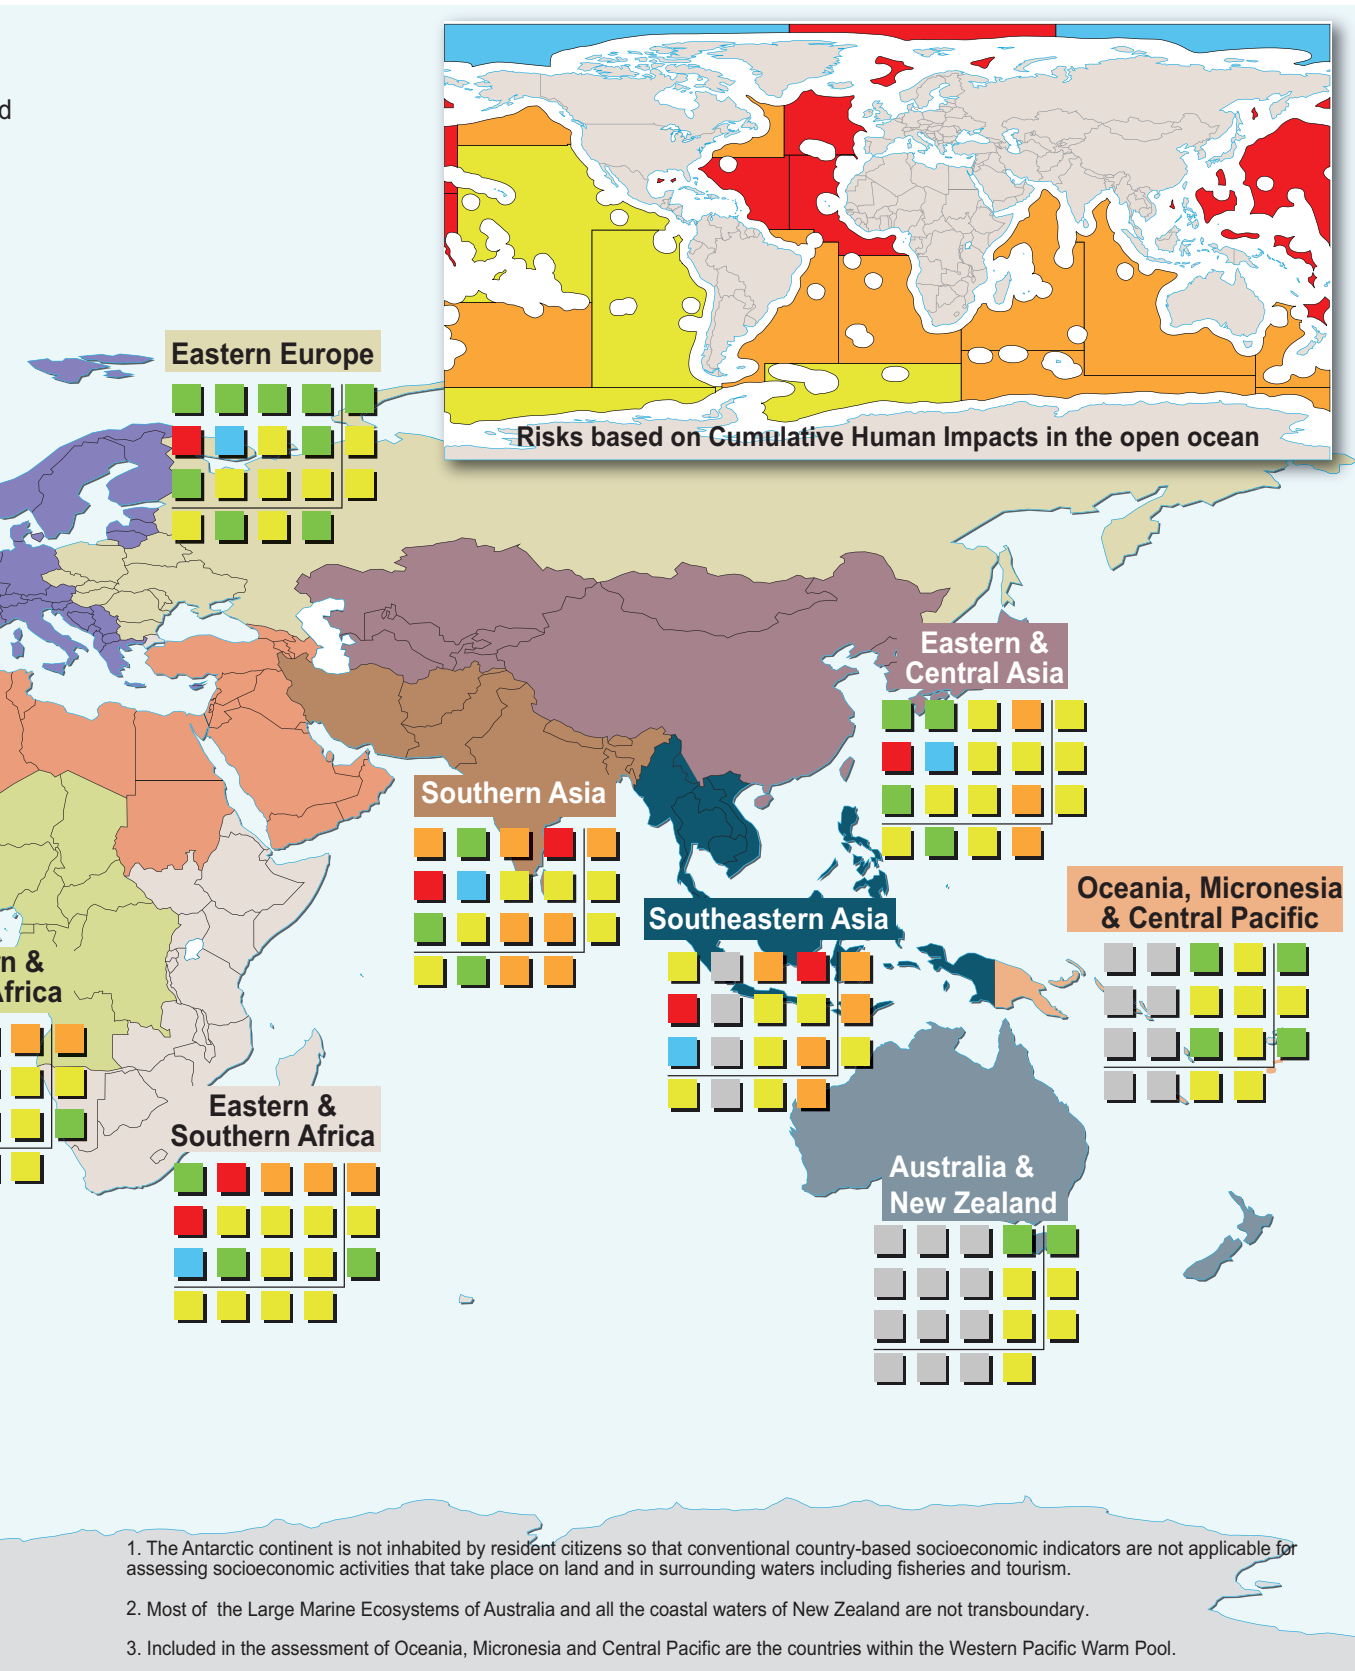 d
Risks based on Cumulative Human Impacts in the open ocean
Eastern Europe
Eastern &
Central Asia
Southern Asia
Oceania, Micronesia
& Central Pacific
Southeastern Asia
n &
frica
Eastern &
Southern Africa
Australia &
New Zealand
1. The Antarctic continent is not inhabited by resident citizens so that conventional country-based socioeconomic indicators are not applicable for
assessing socioeconomic activities that take place on land and in surrounding waters including fisheries and tourism.
2. Most of the Large Marine Ecosystems of Australia and all the coastal waters of New Zealand are not transboundary.
3. Included in the assessment of Oceania, Micronesia and Central Pacific are the countries within the Western Pacific Warm Pool.